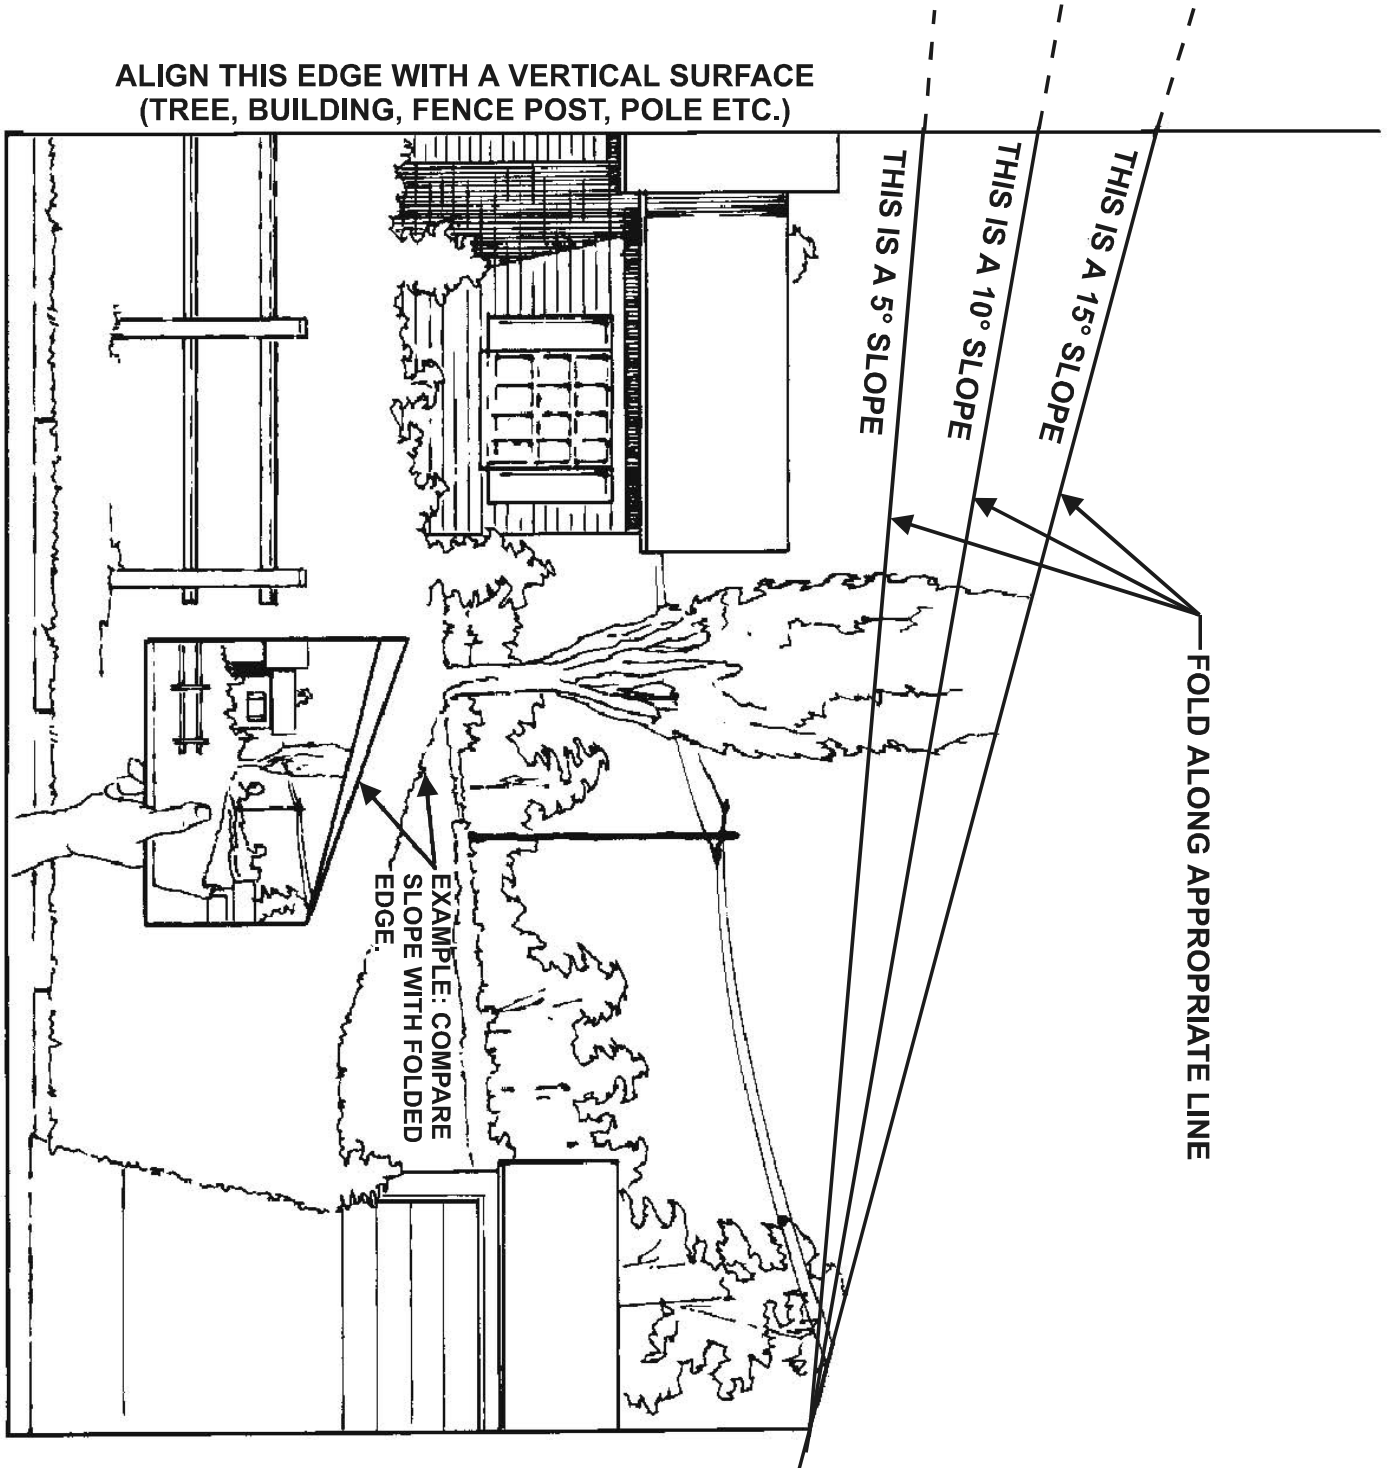 ALIGN THIS EDGE WITH A VERTICAL SURFACE
(TREE, BUILDING, FENCE POST, POLE ETC.)
THIS IS A 5° SLOPE
THIS IS A 10° SLOPE
THIS IS A 15° SLOPE
FOLD ALONG APPROPRIATE LINE
EXAMPLE: COMPARE
SLOPE WITH FOLDED
EDGE.